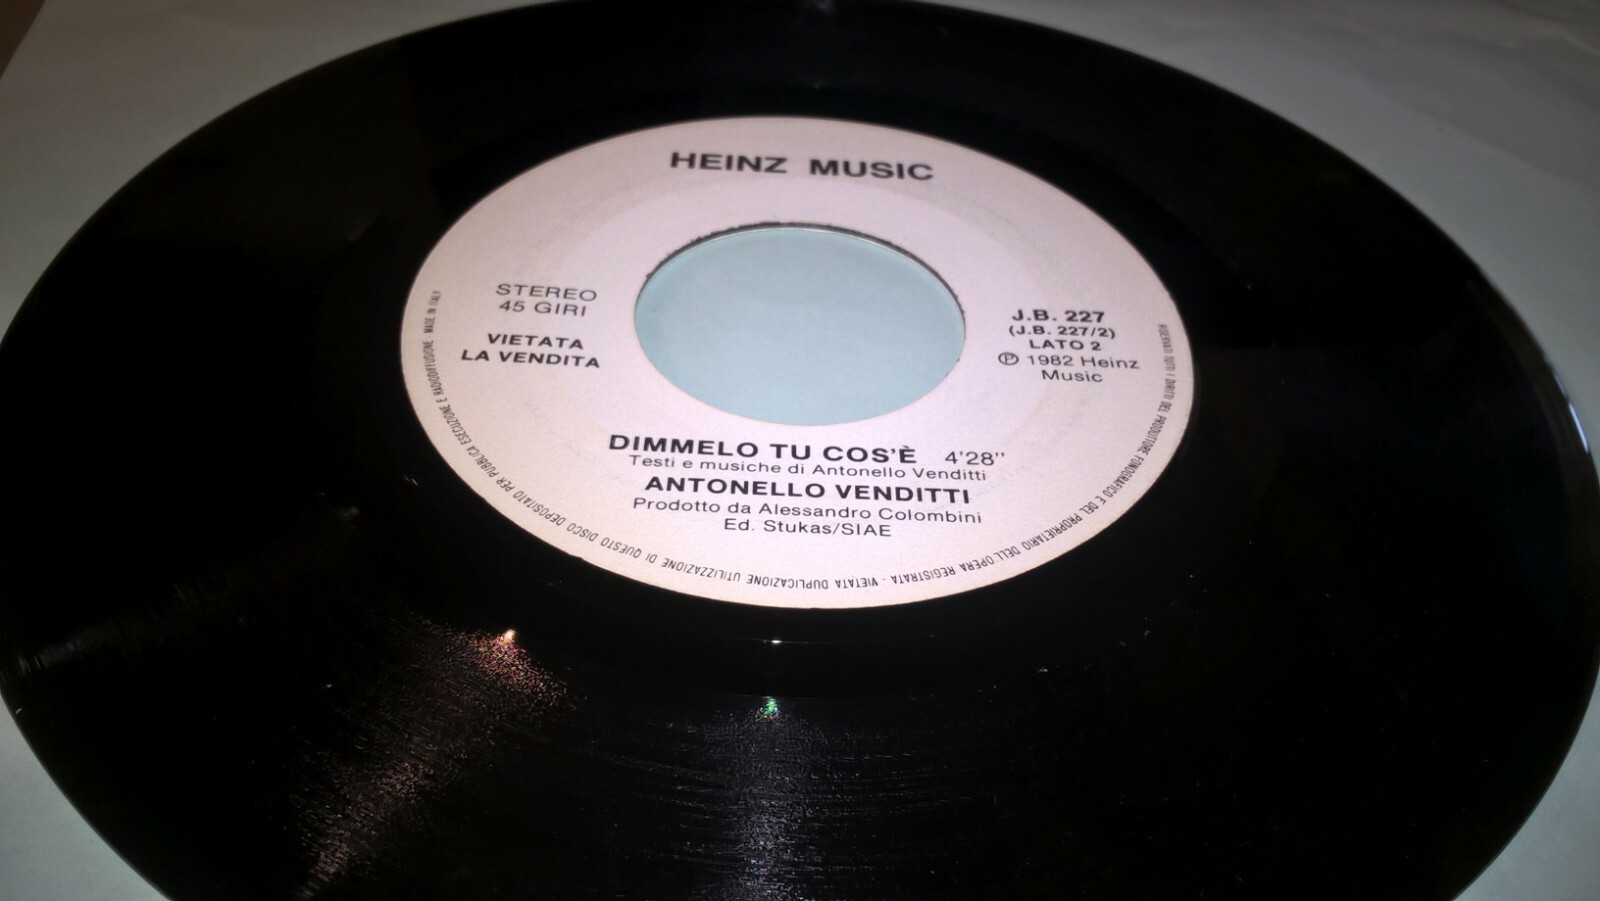 HEINZ MUSIC
STEREO
45 GIRI
VIETATA
LA VENDITA
J.B. 227
(J.B. 227/2)
LATO 2
℗ 1982 Heinz
Music
DIMMELO TU COS'È 4'28''
Testi e musiche di Antonello Venditti
ANTONELLO VENDITTI
Prodotto da Alessandro Colombini
Ed. Stukas/SIAE
RISERVATI TUTTI I DIRITTI DEL PRODUTTORE FONOGRAFICO E DEL PROPRIETARIO DELL'OPERA REGISTRATA · VIETATA DUPLICAZIONE UTILIZZAZIONE DI QUESTO DISCO DEPOSITATO PER PUBBLICA ESECUZIONE E RADIODIFFUSIONE · MADE IN ITALY